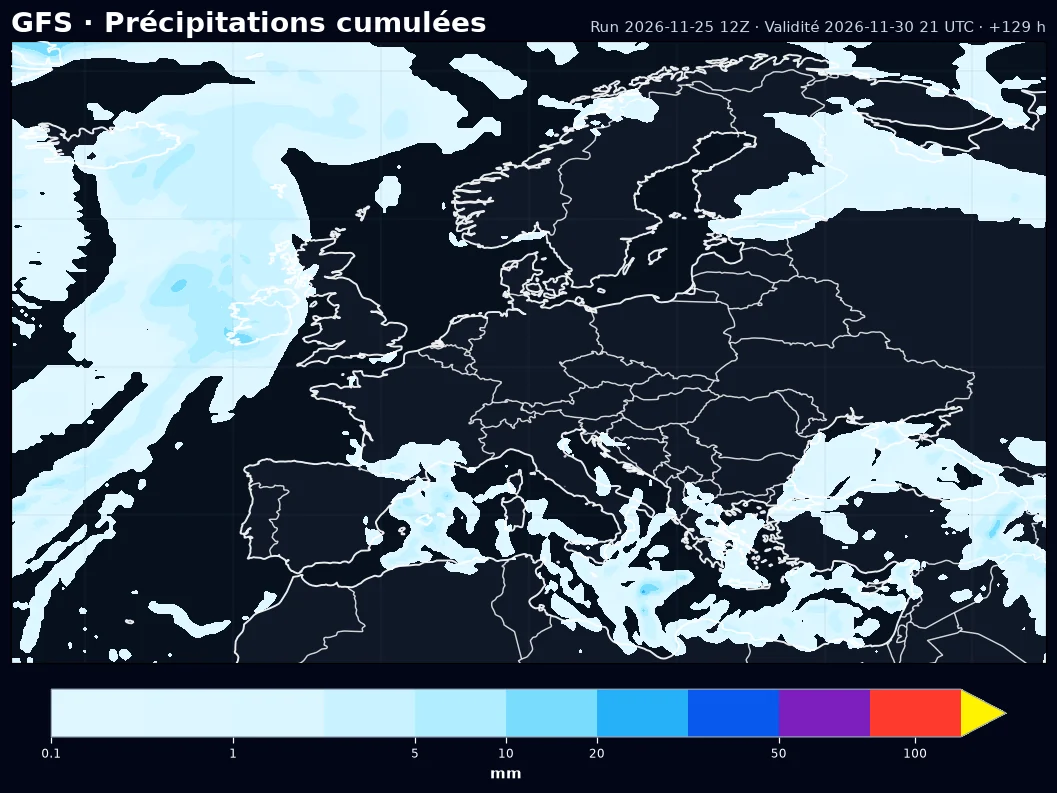 GFS · Précipitations cumulées
Run 2026-11-25 12Z · Validité 2026-11-30 21 UTC · +129 h
0.1 1 5 10 20 50 100
mm